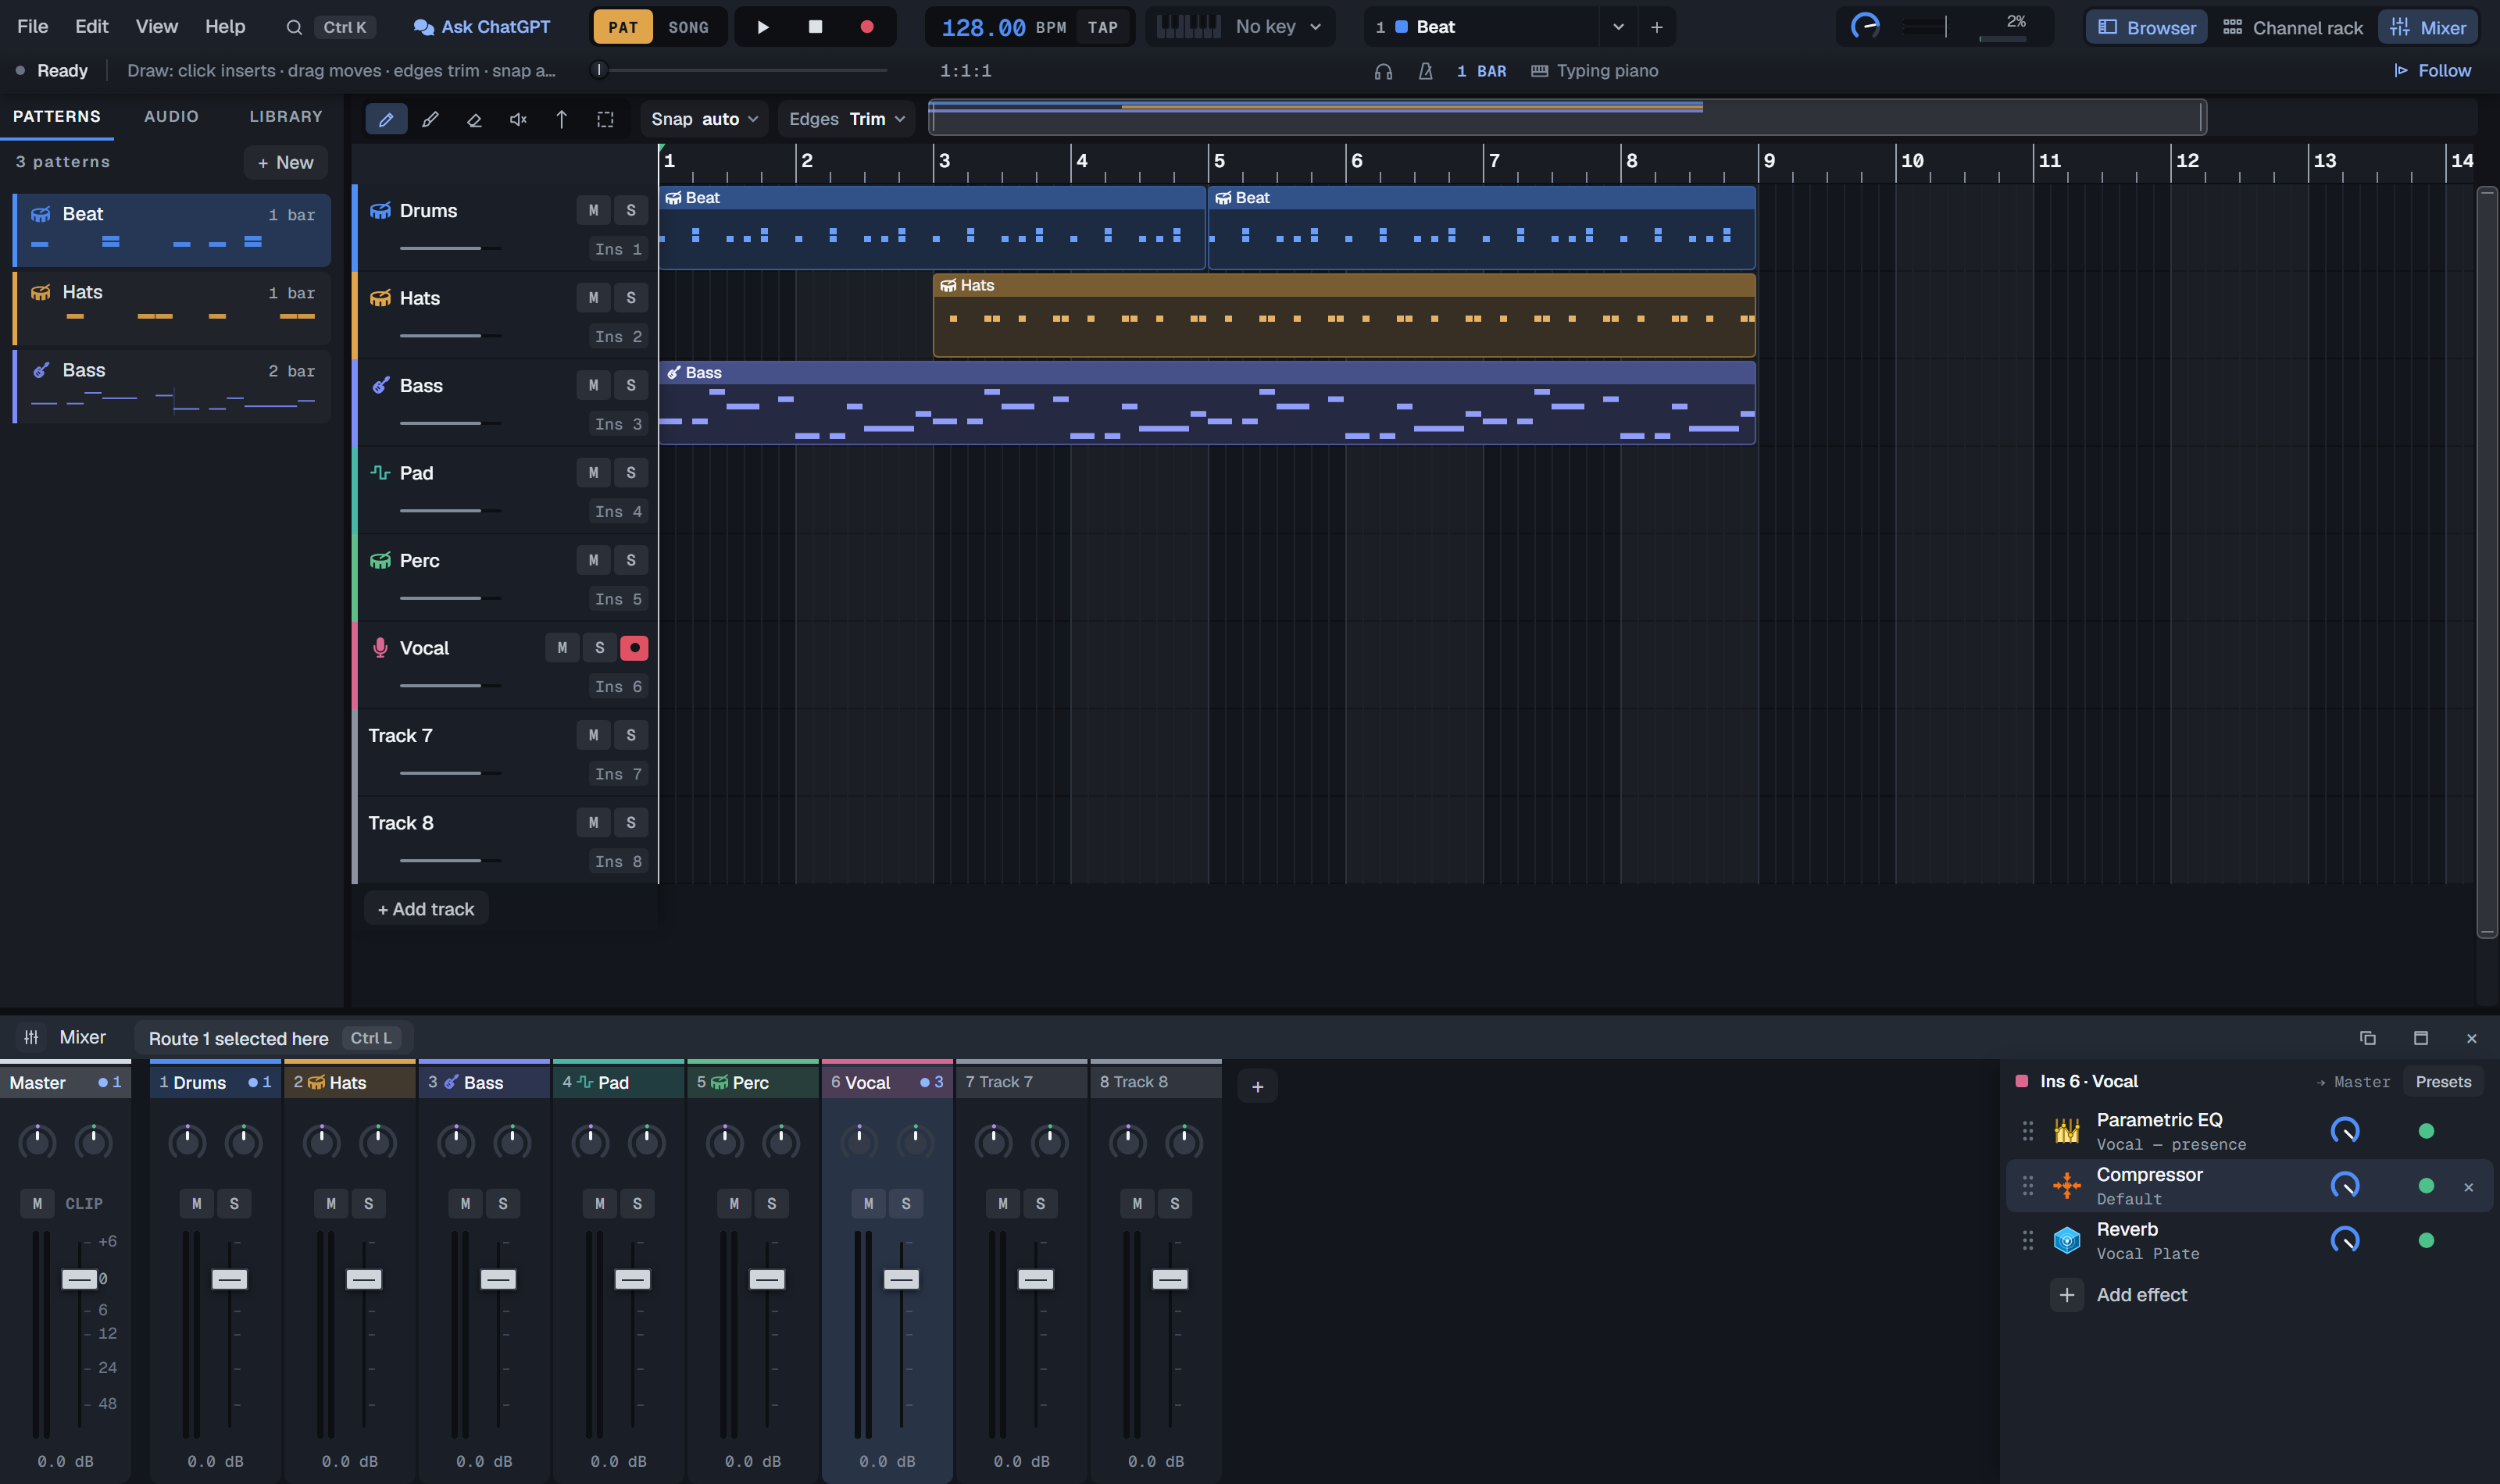 File Edit View Help Ctrl K Ask ChatGPT PAT SONG 128.00 BPM TAP No key 1 Beat + 2% Browser Channel rack Mixer
Ready Draw: click inserts · drag moves · edges trim · snap a... 1:1:1 1 BAR Typing piano Follow
PATTERNS AUDIO LIBRARY Snap auto Edges Trim
3 patterns + New
1 2 3 4 5 6 7 8 9 10 11 12 13 14
Beat 1 bar
Hats 1 bar
Bass 2 bar
Drums M S Beat Beat
Ins 1
Hats M S Hats
Ins 2
Bass M S Bass
Ins 3
Pad M S
Ins 4
Perc M S
Ins 5
Vocal M S
Ins 6
Track 7 M S
Ins 7
Track 8 M S
Ins 8
+ Add track
Mixer Route 1 selected here Ctrl L
Master 1 1 Drums 1 2 Hats 3 Bass 4 Pad 5 Perc 6 Vocal 3 7 Track 7 8 Track 8 +
M CLIP M S M S M S M S M S M S M S M S
+6
0
6
12
24
48
0.0 dB 0.0 dB 0.0 dB 0.0 dB 0.0 dB 0.0 dB 0.0 dB 0.0 dB 0.0 dB
Ins 6 · Vocal → Master Presets
Parametric EQ
Vocal — presence
Compressor
Default
Reverb
Vocal Plate
+ Add effect